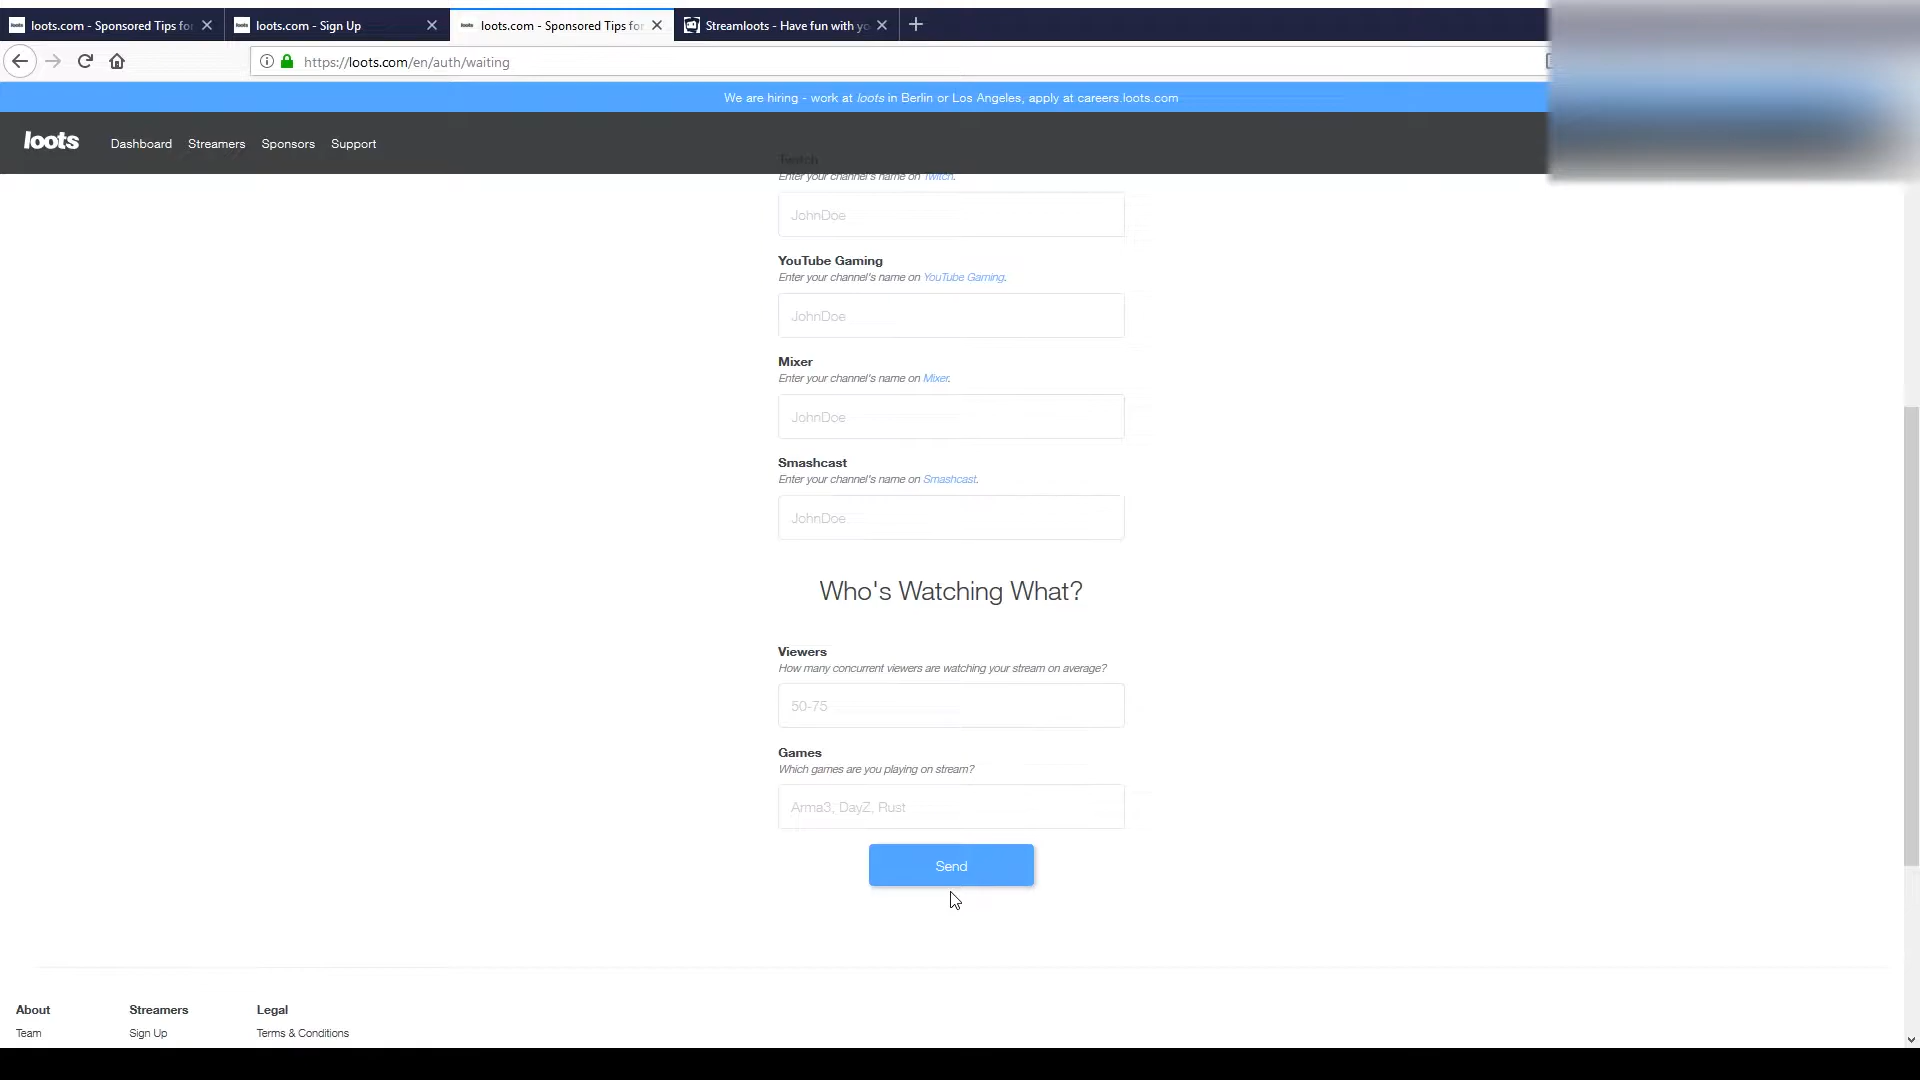 loots.com - Sponsored Tips for
loots.com - Sign Up
loots.com - Sponsored Tips for
Streamloots - Have fun with yo
https://loots.com/en/auth/waiting
We are hiring - work at loots in Berlin or Los Angeles, apply at careers.loots.com
loots
Dashboard
Streamers
Sponsors
Support
Twitch
Enter your channel's name on Twitch.
JohnDoe
YouTube Gaming
Enter your channel's name on YouTube Gaming.
JohnDoe
Mixer
Enter your channel's name on Mixer.
JohnDoe
Smashcast
Enter your channel's name on Smashcast.
JohnDoe
Who's Watching What?
Viewers
How many concurrent viewers are watching your stream on average?
50-75
Games
Which games are you playing on stream?
Arma3, DayZ, Rust
Send
About
Streamers
Legal
Team
Sign Up
Terms & Conditions